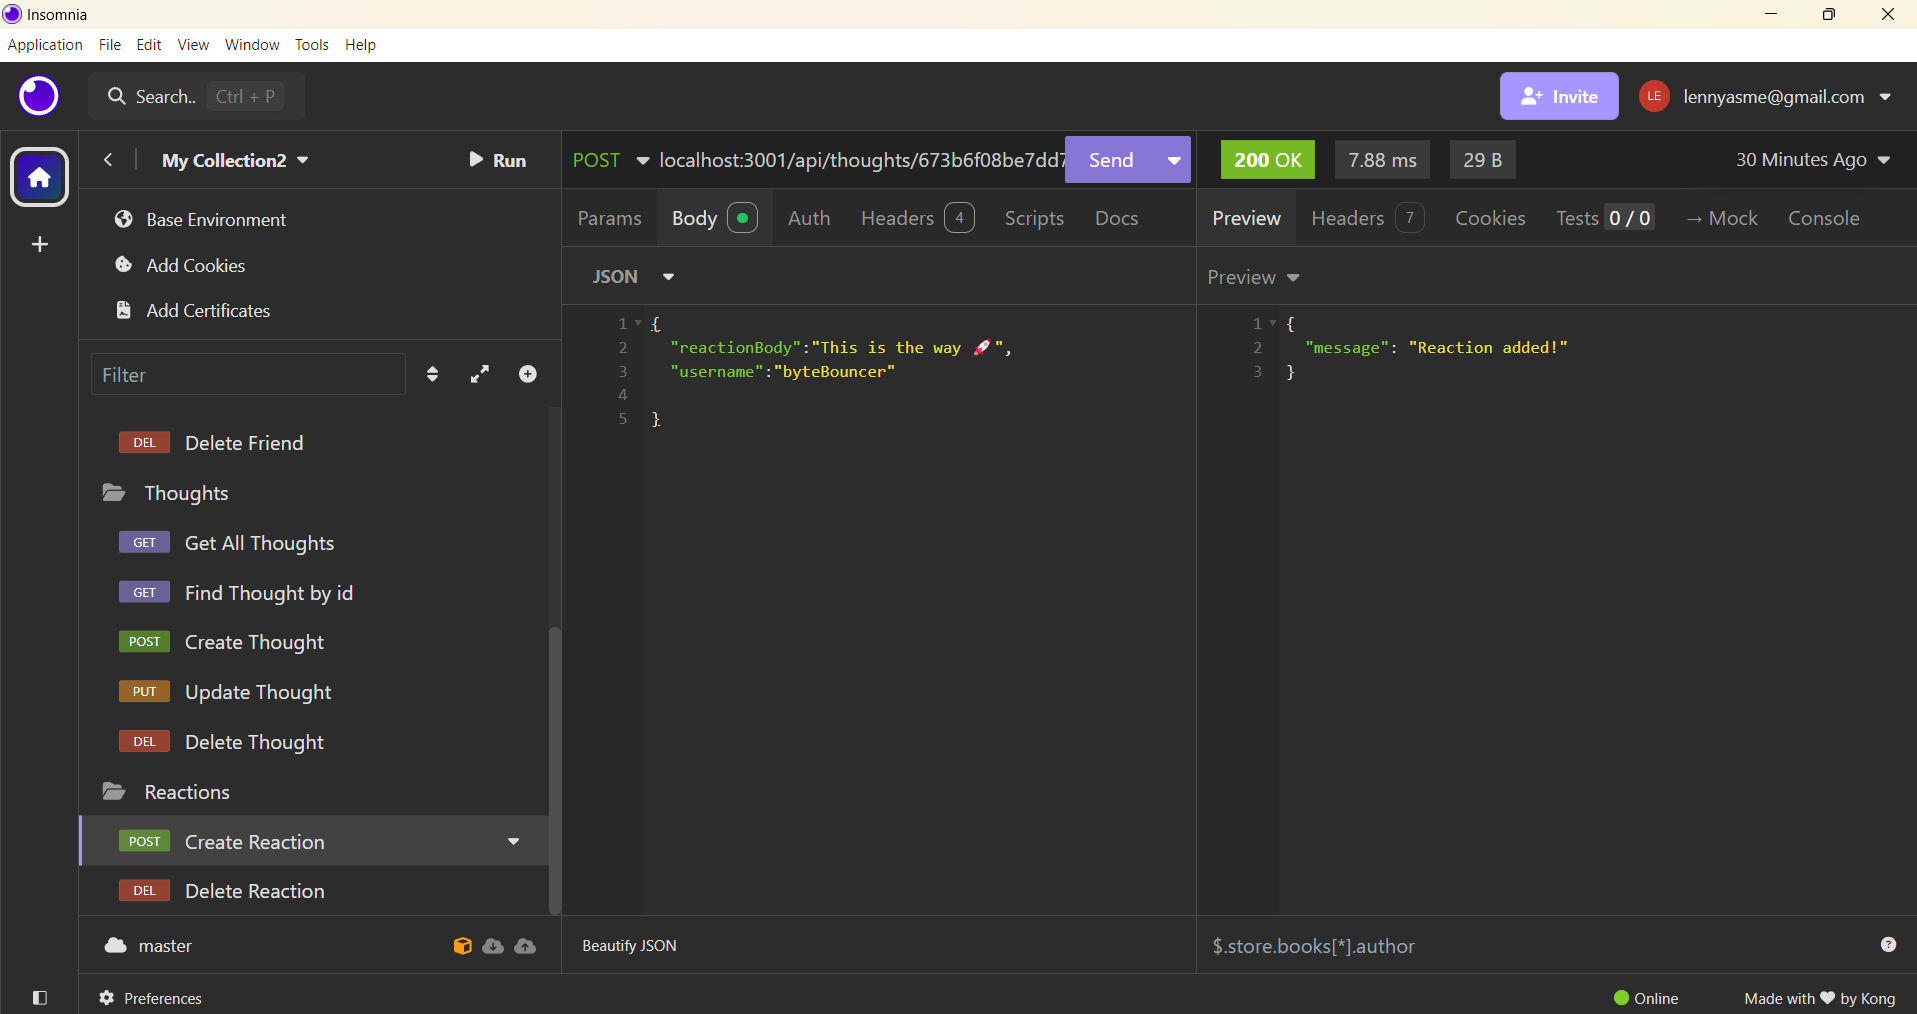 Insomnia
Application File Edit View Window Tools Help
Search.. Ctrl + P
Invite LE lennyasme@gmail.com
My Collection2 Run
POST localhost:3001/api/thoughts/673b6f08be7dd7 Send
200 OK 7.88 ms 29 B 30 Minutes Ago
Base Environment
Add Cookies
Add Certificates
Filter
DEL Delete Friend
Thoughts
GET Get All Thoughts
GET Find Thought by id
POST Create Thought
PUT Update Thought
DEL Delete Thought
Reactions
POST Create Reaction
DEL Delete Reaction
master
Preferences
Params Body Auth Headers 4 Scripts Docs
JSON
1 {
2 "reactionBody":"This is the way 🚀",
3 "username":"byteBouncer"
4
5 }
Beautify JSON
Preview Headers 7 Cookies Tests 0 / 0 → Mock Console
Preview
1 {
2 "message": "Reaction added!"
3 }
$.store.books[*].author
Online Made with ♥ by Kong